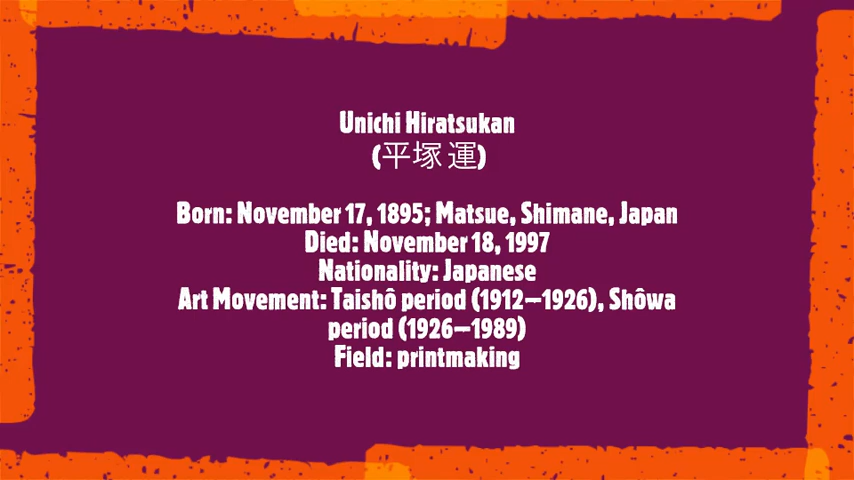 Unichi Hiratsukan
(平塚 運)
Born: November 17, 1895; Matsue, Shimane, Japan
Died: November 18, 1997
Nationality: Japanese
Art Movement: Taishô period (1912–1926), Shôwa
period (1926–1989)
Field: printmaking